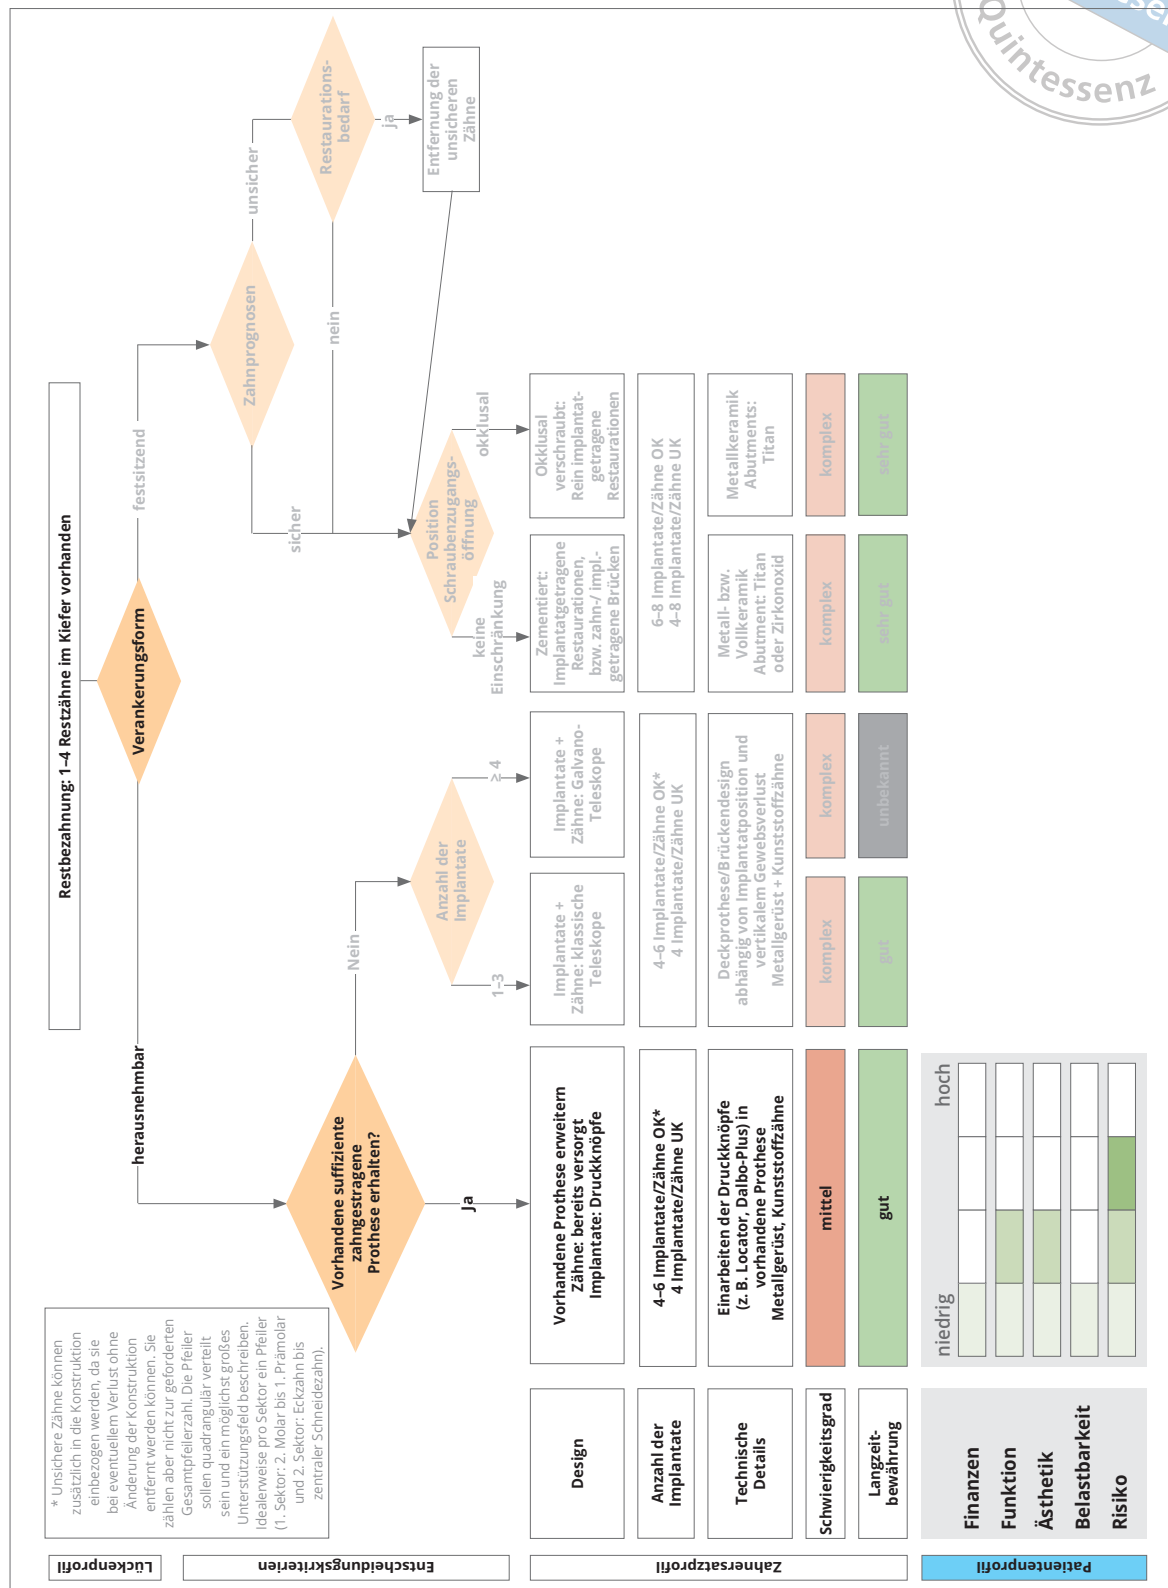 Quintessenz
Restbezahnung: 1–4 Restzähne im Kiefer vorhanden
Verankerungsform
herausnehmbar
festsitzend
Vorhandene suffiziente
zahngestragene
Prothese erhalten?
Ja
Nein
Anzahl der
Implantate
1–3
≥ 4
Zahnprognosen
sicher
unsicher
Restaurations-
bedarf
nein
ja
Entfernung der
unsicheren
Zähne
Position
Schraubenzugangs-
öffnung
keine
Einschränkung
okklusal
* Unsichere Zähne können
zusätzlich in die Konstruktion
einbezogen werden, da sie
bei eventuellem Verlust ohne
Änderung der Konstruktion
entfernt werden können. Sie
zählen aber nicht zur geforderten
Gesamtpfeilerzahl. Die Pfeiler
sollen quadrangulär verteilt
sein und ein möglichst großes
Unterstützungsfeld beschreiben.
Idealerweise pro Sektor ein Pfeiler
(1. Sektor: 2. Molar bis 1. Prämolar
und 2. Sektor: Eckzahn bis
zentraler Schneidezahn).
Lückenprofil
Entscheidungskriterien
Zahnersatzprofil
Patientenprofil
Design
Vorhandene Prothese erweitern
Zähne: bereits versorgt
Implantate: Druckknöpfe
Implantate +
Zähne: klassische
Teleskope
Implantate +
Zähne: Galvano-
Teleskope
Zementiert:
Implantatgetragene
Restaurationen,
bzw. zahn-/ impl.-
getragene Brücken
Okklusal
verschraubt:
Rein implantat-
getragene
Restaurationen
Anzahl der
Implantate
4–6 Implantate/Zähne OK*
4 Implantate/Zähne UK
4–6 Implantate/Zähne OK*
4 Implantate/Zähne UK
6–8 Implantate/Zähne OK
4–8 Implantate/Zähne UK
Technische
Details
Einarbeiten der Druckknöpfe
(z. B. Locator, Dalbo-Plus) in
vorhandene Prothese
Metallgerüst, Kunststoffzähne
Deckprothese/Brückendesign
abhängig von Implantatposition und
vertikalem Gewebsverlust
Metallgerüst + Kunststoffzähne
Metall- bzw.
Vollkeramik
Abutment: Titan
oder Zirkonoxid
Metallkeramik
Abutments:
Titan
Schwierigkeitsgrad
mittel
komplex
komplex
komplex
komplex
Langzeit-
bewährung
gut
gut
unbekannt
sehr gut
sehr gut
niedrig
hoch
Finanzen
Funktion
Ästhetik
Belastbarkeit
Risiko